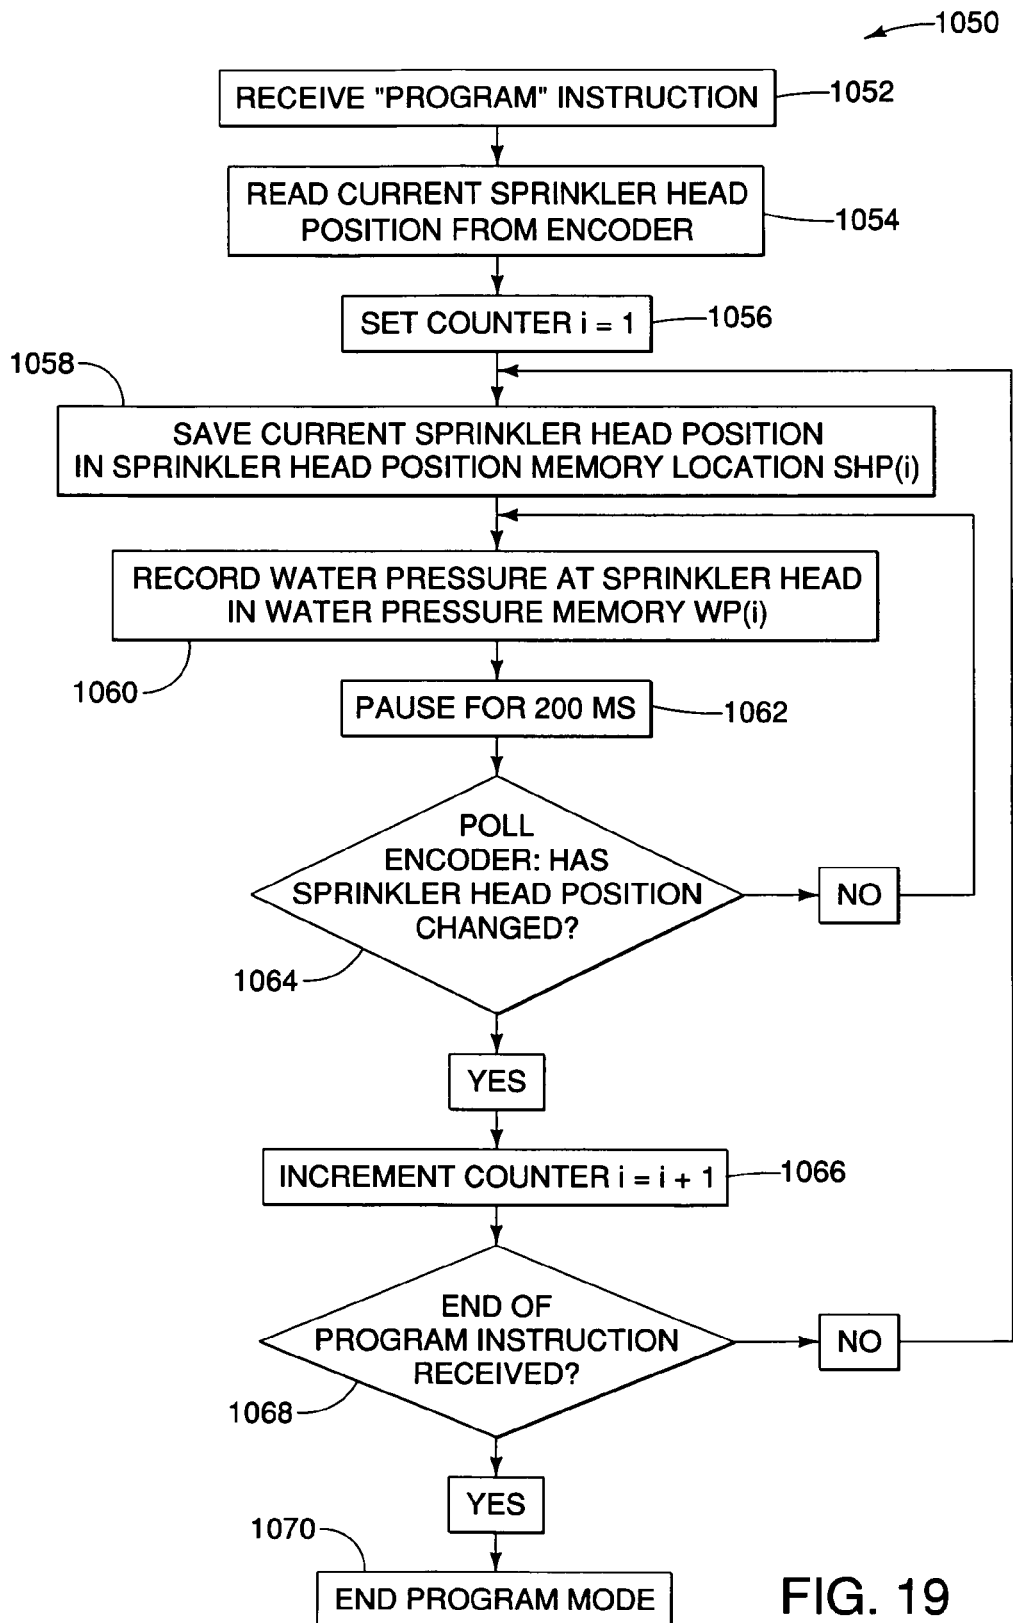 1050
RECEIVE "PROGRAM" INSTRUCTION
1052
READ CURRENT SPRINKLER HEAD
POSITION FROM ENCODER
1054
SET COUNTER i = 1
1056
1058
SAVE CURRENT SPRINKLER HEAD POSITION
IN SPRINKLER HEAD POSITION MEMORY LOCATION SHP(i)
RECORD WATER PRESSURE AT SPRINKLER HEAD
IN WATER PRESSURE MEMORY WP(i)
1060
PAUSE FOR 200 MS
1062
POLL
ENCODER: HAS
SPRINKLER HEAD POSITION
CHANGED?
NO
1064
YES
INCREMENT COUNTER i = i + 1
1066
END OF
PROGRAM INSTRUCTION
RECEIVED?
NO
1068
YES
1070
END PROGRAM MODE
FIG. 19